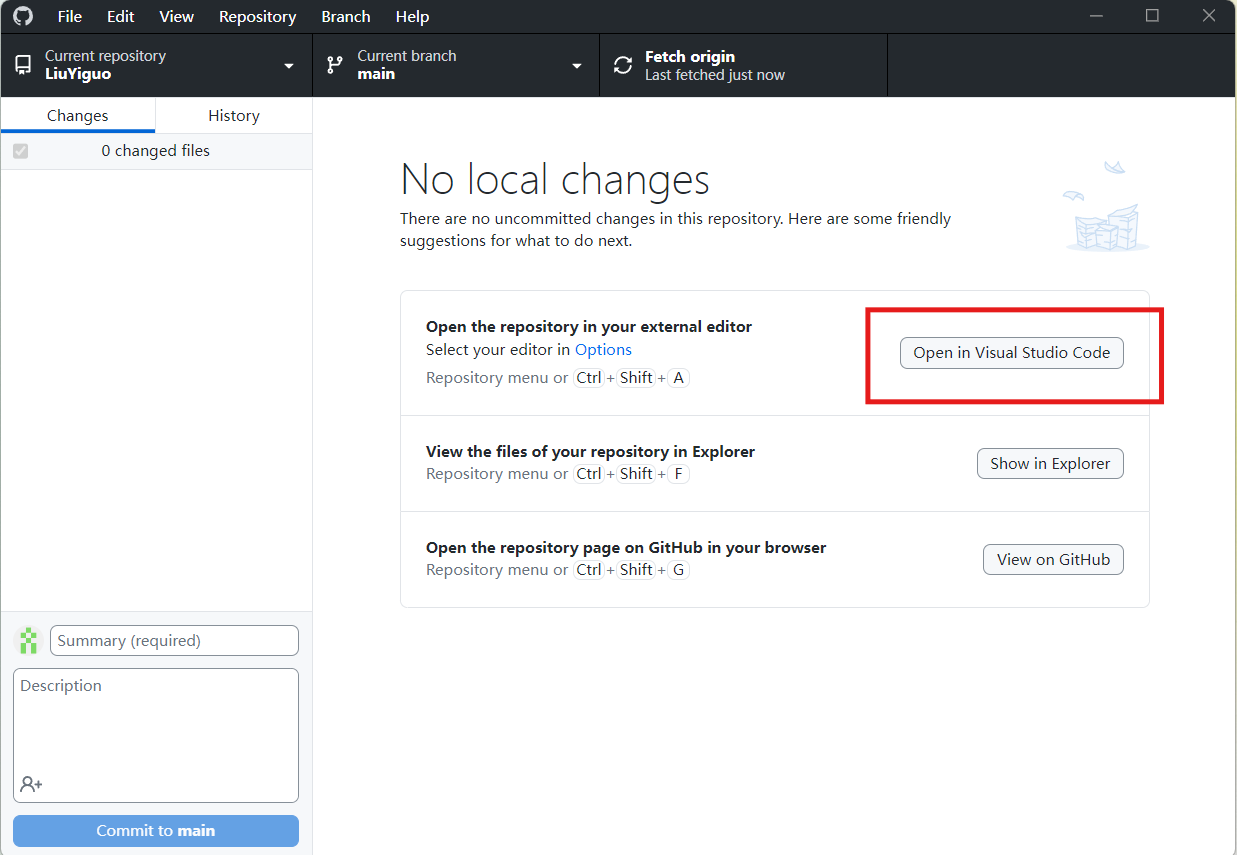 File Edit View Repository Branch Help
Current repository
LiuYiguo
Current branch
main
Fetch origin
Last fetched just now
Changes
History
0 changed files
No local changes
There are no uncommitted changes in this repository. Here are some friendly
suggestions for what to do next.
Open the repository in your external editor
Select your editor in Options
Repository menu or Ctrl + Shift + A
Open in Visual Studio Code
View the files of your repository in Explorer
Repository menu or Ctrl + Shift + F
Show in Explorer
Open the repository page on GitHub in your browser
Repository menu or Ctrl + Shift + G
View on GitHub
Summary (required)
Description
Commit to main